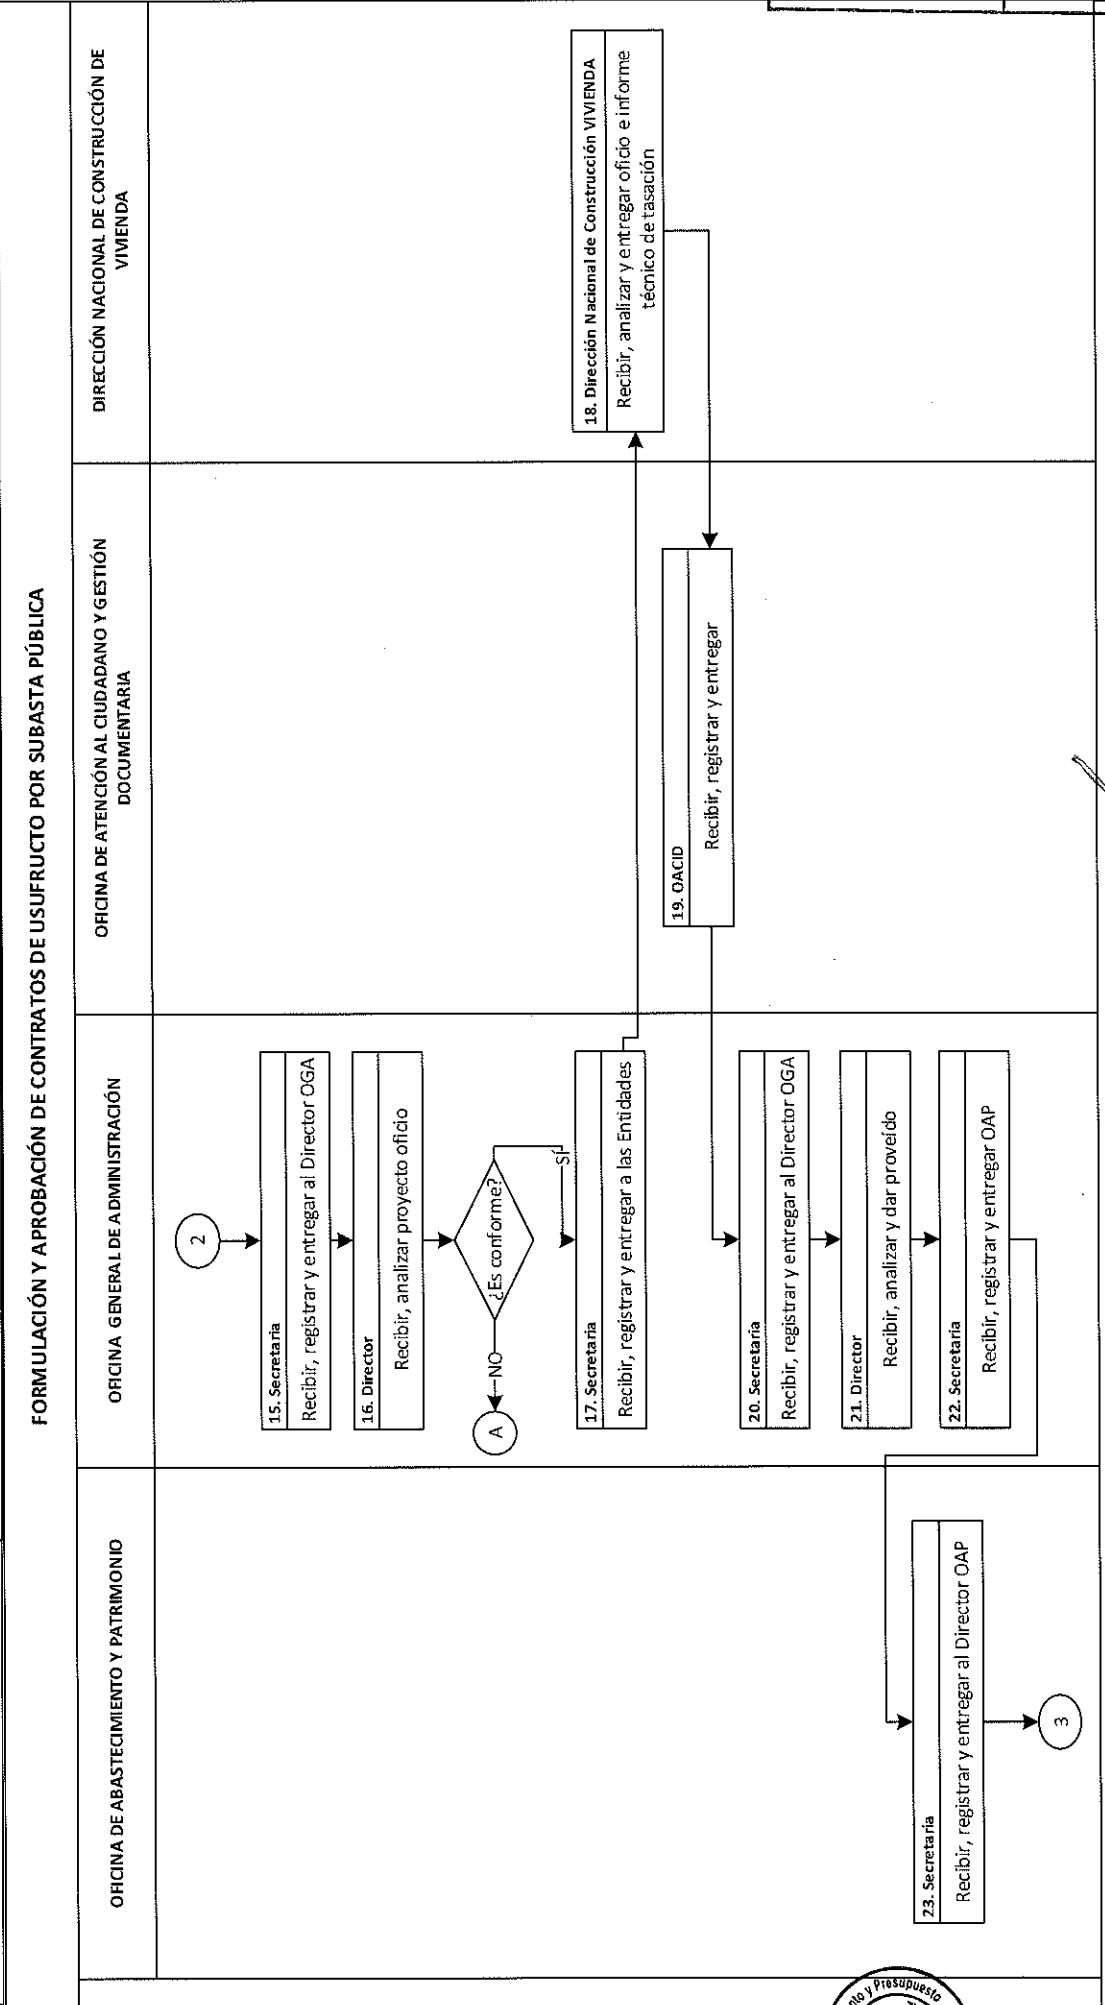 FORMULACIÓN Y APROBACIÓN DE CONTRATOS DE USUFRUCTO POR SUBASTA PÚBLICA
OFICINA DE ABASTECIMIENTO Y PATRIMONIO
OFICINA GENERAL DE ADMINISTRACIÓN
OFICINA DE ATENCIÓN AL CIUDADANO Y GESTIÓN
DOCUMENTARIA
DIRECCIÓN NACIONAL DE CONSTRUCCIÓN DE
VIVIENDA
2
15. Secretaria
Recibir, registrar y entregar al Director OGA
16. Director
Recibir, analizar proyecto oficio
¿Es conforme?
NO
A
SÍ
17. Secretaria
Recibir, registrar y entregar a las Entidades
18. Dirección Nacional de Construcción VIVIENDA
Recibir, analizar y entregar oficio e informe
técnico de tasación
19. OACID
Recibir, registrar y entregar
20. Secretaria
Recibir, registrar y entregar al Director OGA
21. Director
Recibir, analizar y dar proveído
22. Secretaria
Recibir, registrar y entregar OAP
23. Secretaria
Recibir, registrar y entregar al Director OAP
3
y Presupuesto